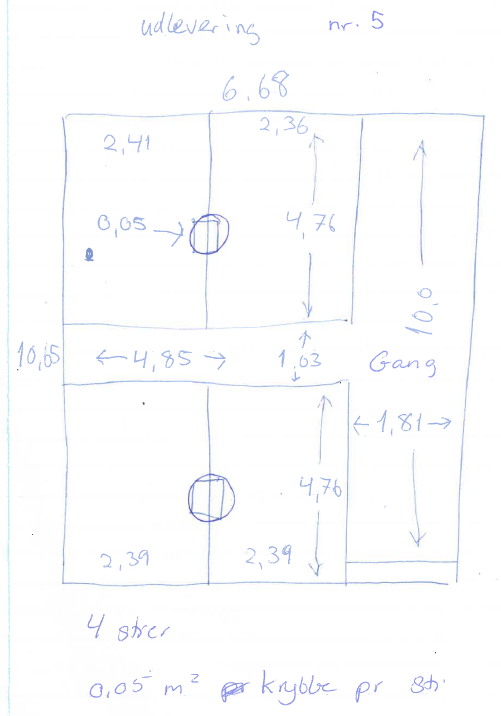 udlevering nr. 5
6.68
2,41 2,36
0,05 4,76
10,0
10,65 4,85 1,03 Gang
1,81
4,76
2,39 2,39
4 stier
0,05 m² krybbe pr sti